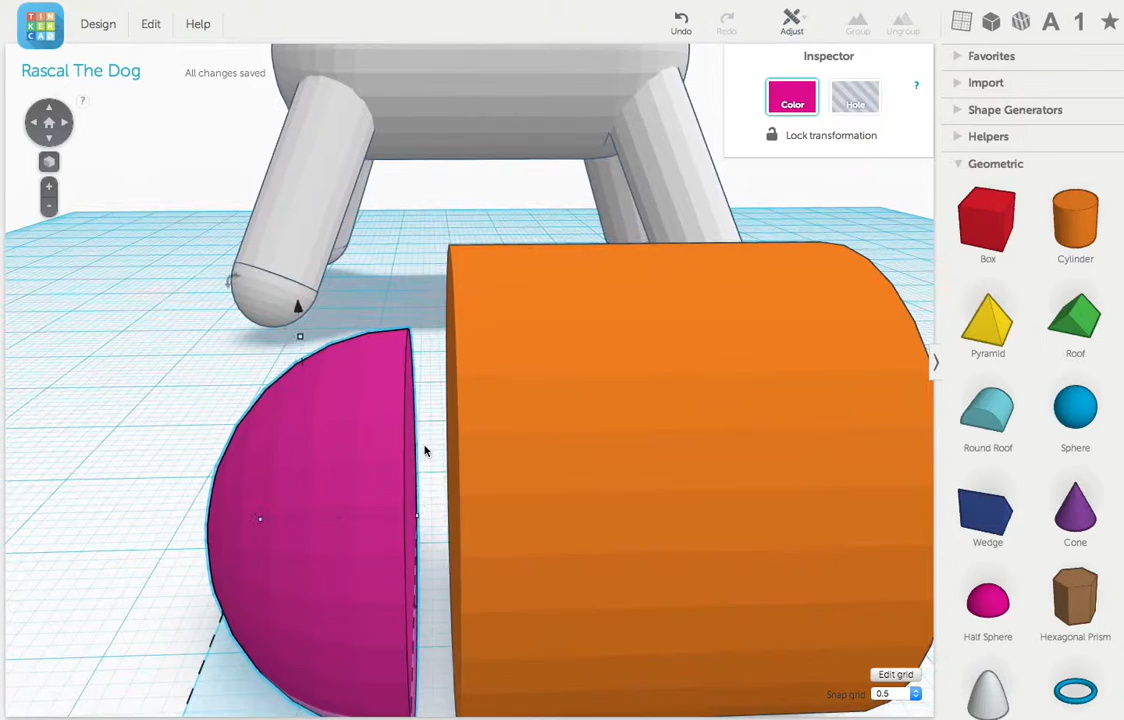 TIN
KER
CAD
Design
Edit
Help
Undo
Redo
Adjust
Group
Ungroup
A
1
Rascal The Dog
All changes saved
?
+
-
Inspector
Color
Hole
?
Lock transformation
Favorites
Import
Shape Generators
Helpers
Geometric
Box
Cylinder
Pyramid
Roof
Round Roof
Sphere
Wedge
Cone
Half Sphere
Hexagonal Prism
Edit grid
Snap grid 0.5